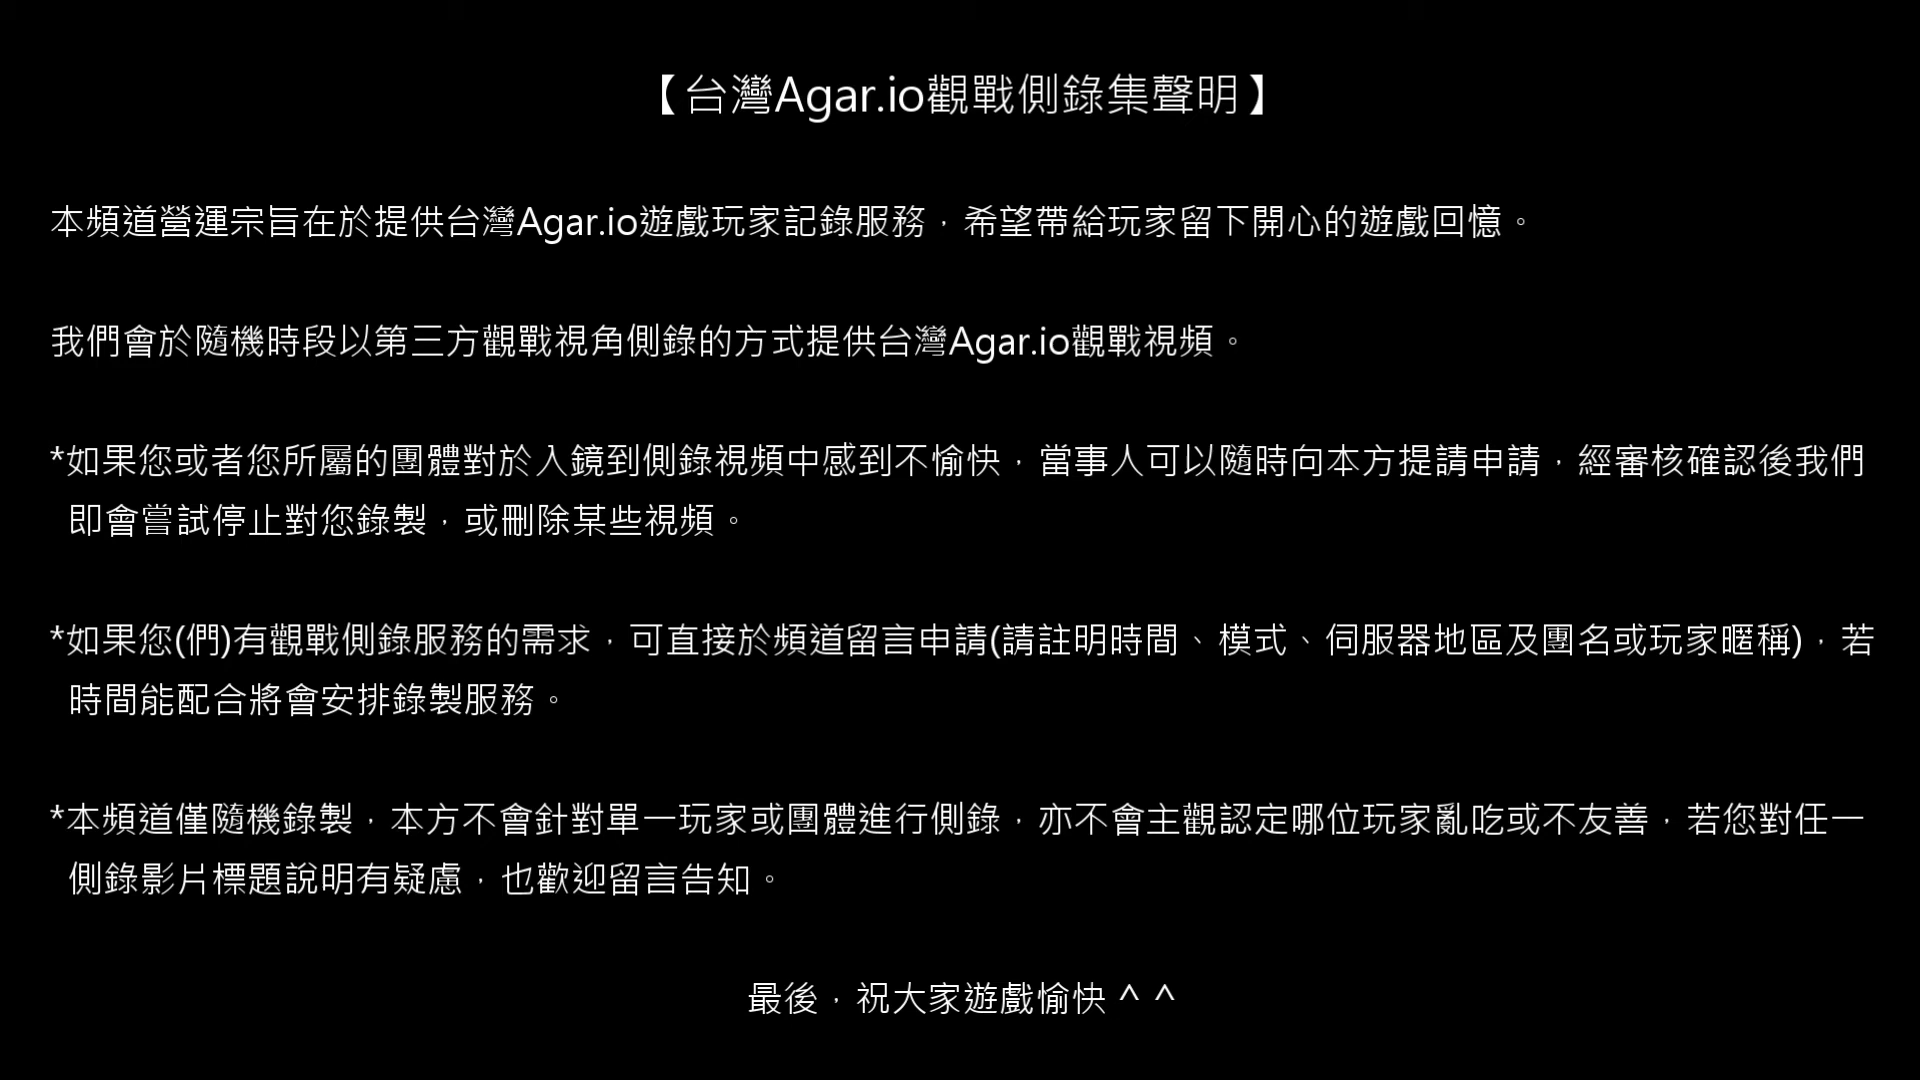 【台灣Agar.io觀戰側錄集聲明】
本頻道營運宗旨在於提供台灣Agar.io遊戲玩家記錄服務，希望帶給玩家留下開心的遊戲回憶。
我們會於隨機時段以第三方觀戰視角側錄的方式提供台灣Agar.io觀戰視頻。
*如果您或者您所屬的團體對於入鏡到側錄視頻中感到不愉快，當事人可以隨時向本方提請申請，經審核確認後我們
即會嘗試停止對您錄製，或刪除某些視頻。
*如果您(們)有觀戰側錄服務的需求，可直接於頻道留言申請(請註明時間、模式、伺服器地區及團名或玩家暱稱)，若
時間能配合將會安排錄製服務。
*本頻道僅隨機錄製，本方不會針對單一玩家或團體進行側錄，亦不會主觀認定哪位玩家亂吃或不友善，若您對任一
側錄影片標題說明有疑慮，也歡迎留言告知。
最後，祝大家遊戲愉快 ^ ^